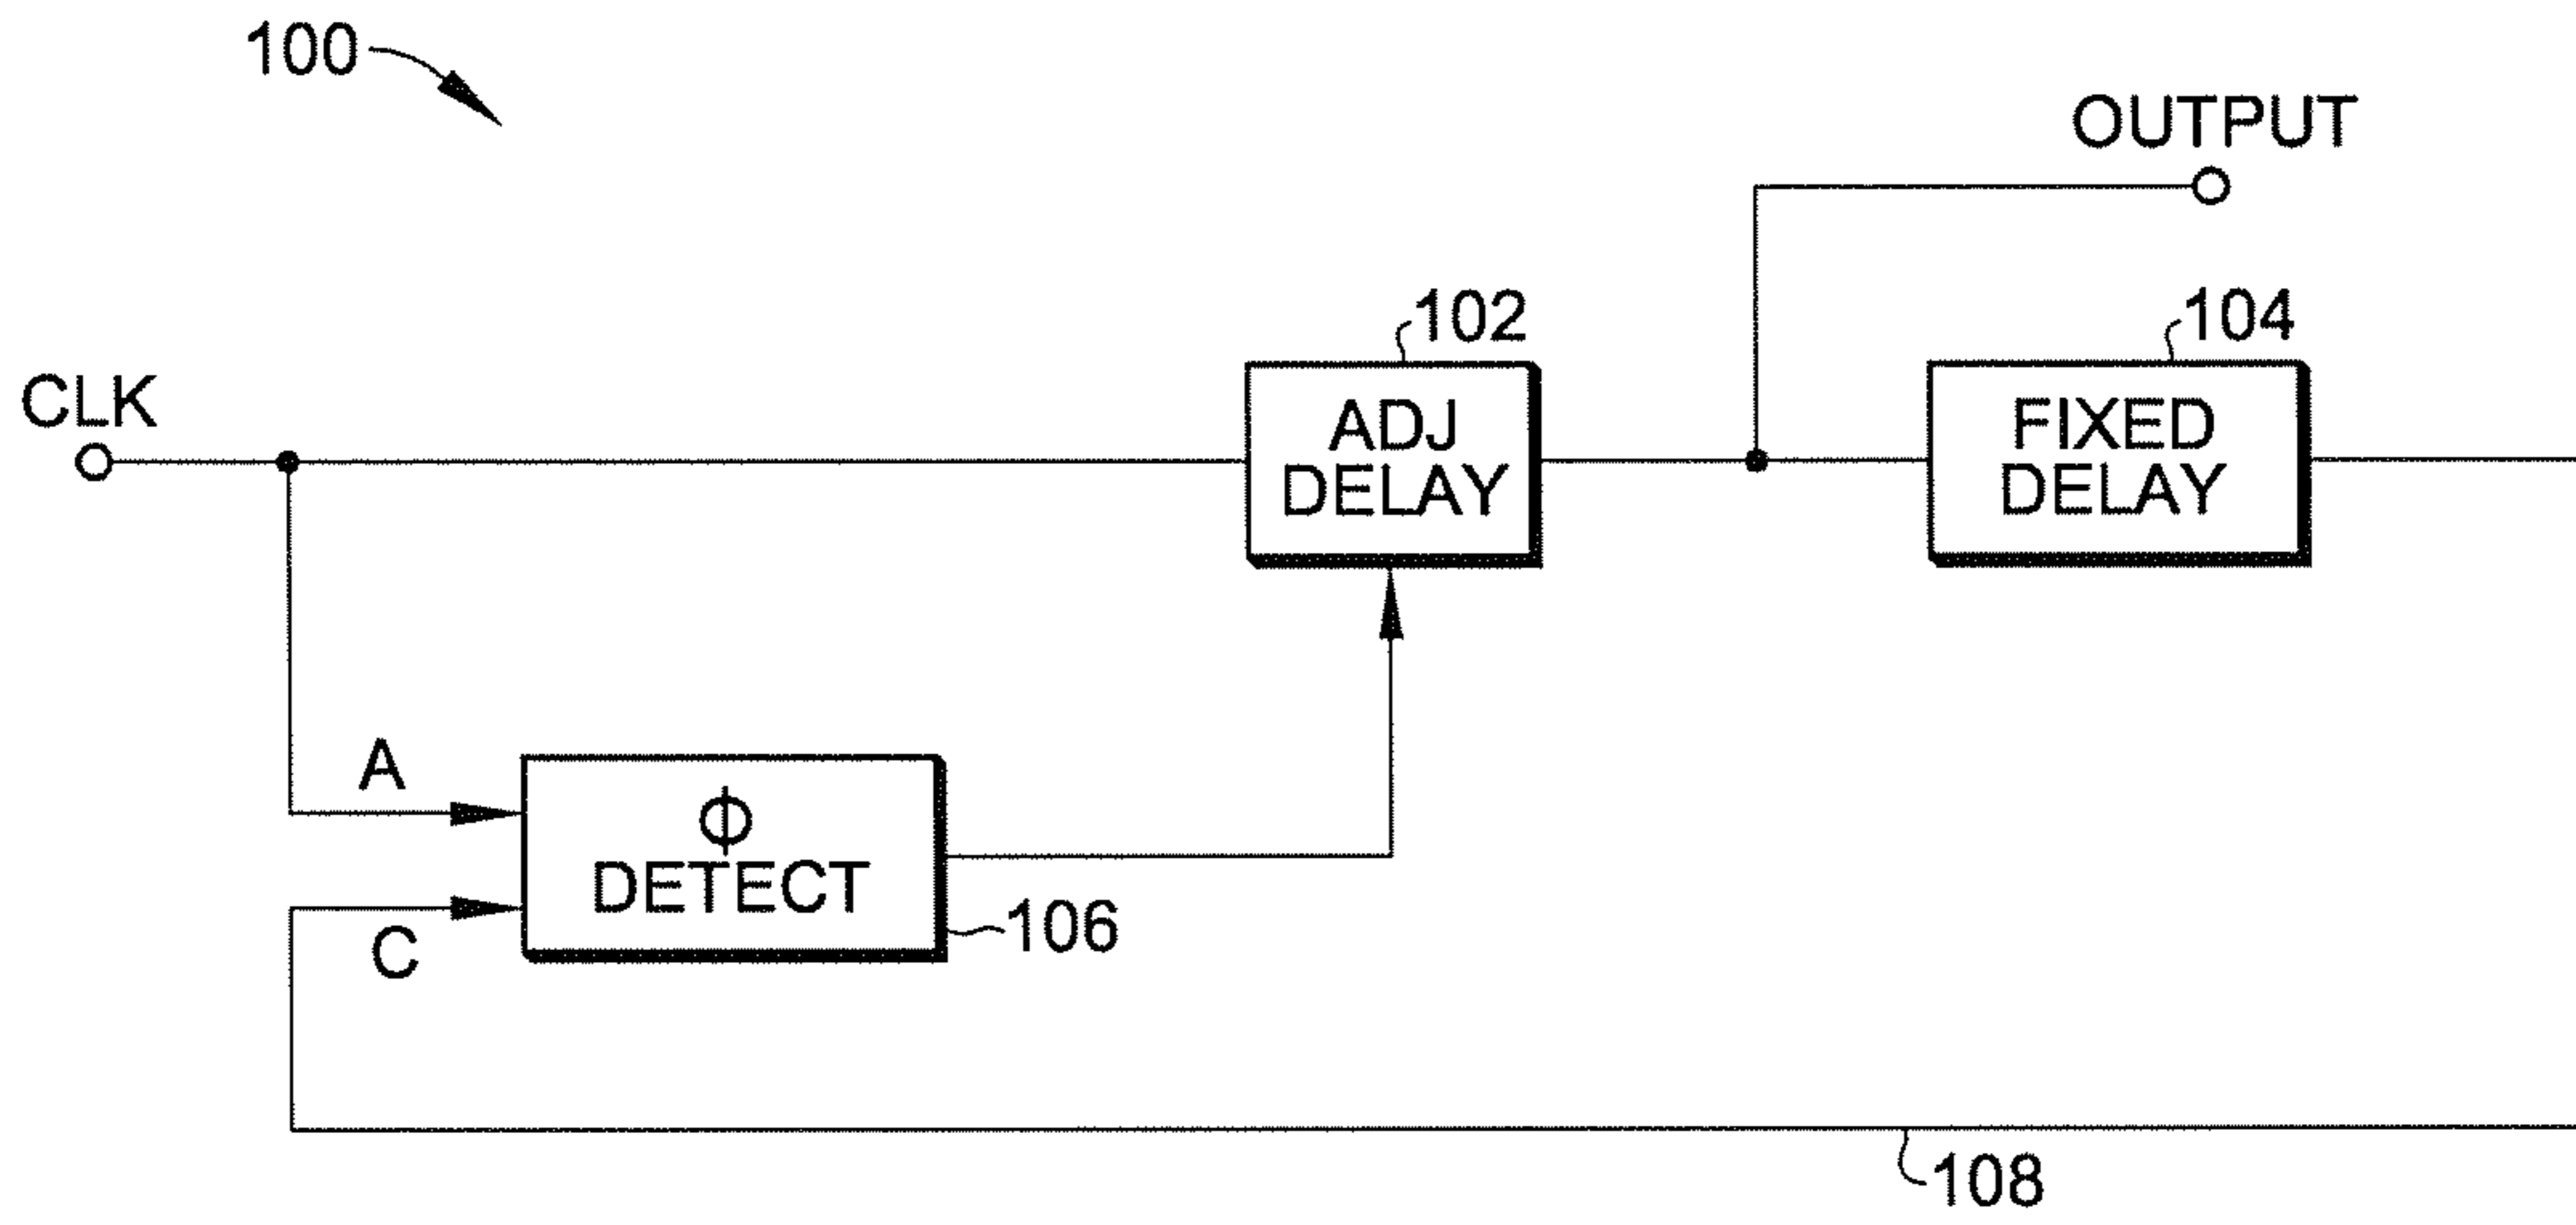 100
OUTPUT
102
104
CLK
ADJ
DELAY
FIXED
DELAY
A
Φ
DETECT
C
106
108